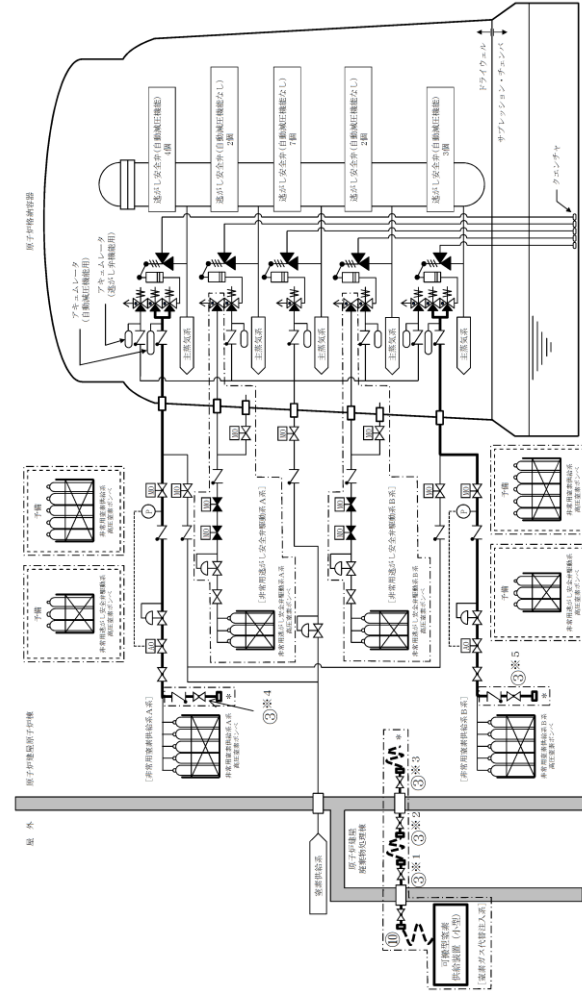 原子炉格納容器
アキュムレータ
(自動減圧機能用)
アキュムレータ
(逃がし弁機能用)
逃がし安全弁(自動減圧機能)
4個
逃がし安全弁(自動減圧機能なし)
2個
逃がし安全弁(自動減圧機能なし)
7個
逃がし安全弁(自動減圧機能なし)
2個
逃がし安全弁(自動減圧機能)
3個
ドライウェル
サプレッション・チェンバ
クエンチャ
主蒸気系
主蒸気系
主蒸気系
主蒸気系
主蒸気系
予備
非常用窒素供給系
高圧窒素ボンベ
予備
非常用逃がし安全弁駆動系
高圧窒素ボンベ
P
MO
AO
MO
MO
MO
MO
MO
[非常用逃がし安全弁駆動系A系]
非常用逃がし安全弁駆動系A系
高圧窒素ボンベ
MO
MO
MO
MO
[非常用逃がし安全弁駆動系B系]
非常用逃がし安全弁駆動系B系
高圧窒素ボンベ
P
MO
AO
予備
非常用窒素供給系
高圧窒素ボンベ
予備
非常用逃がし安全弁駆動系
高圧窒素ボンベ
[非常用窒素供給系A系]
非常用窒素供給系A系
高圧窒素ボンベ
*
③※4
[非常用窒素供給系B系]
非常用窒素供給系B系
高圧窒素ボンベ
*
③※5
原子炉建屋原子炉棟
屋外
窒素供給系
原子炉建屋
廃棄物処理棟
*
③※1
③※2
③※3
⑩
可搬型窒素
供給装置(小型)
[窒素ガス代替注入系]